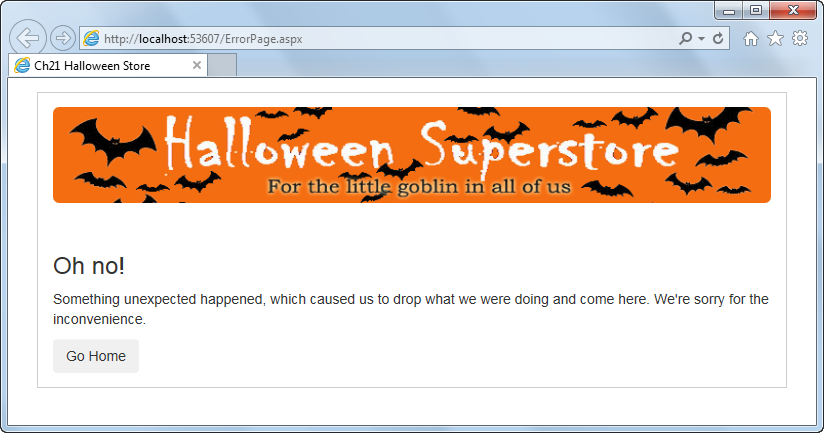 http://localhost:53607/ErrorPage.aspx
Ch21 Halloween Store
Halloween Superstore
For the little goblin in all of us
Oh no!
Something unexpected happened, which caused us to drop what we were doing and come here. We're sorry for the
inconvenience.
Go Home